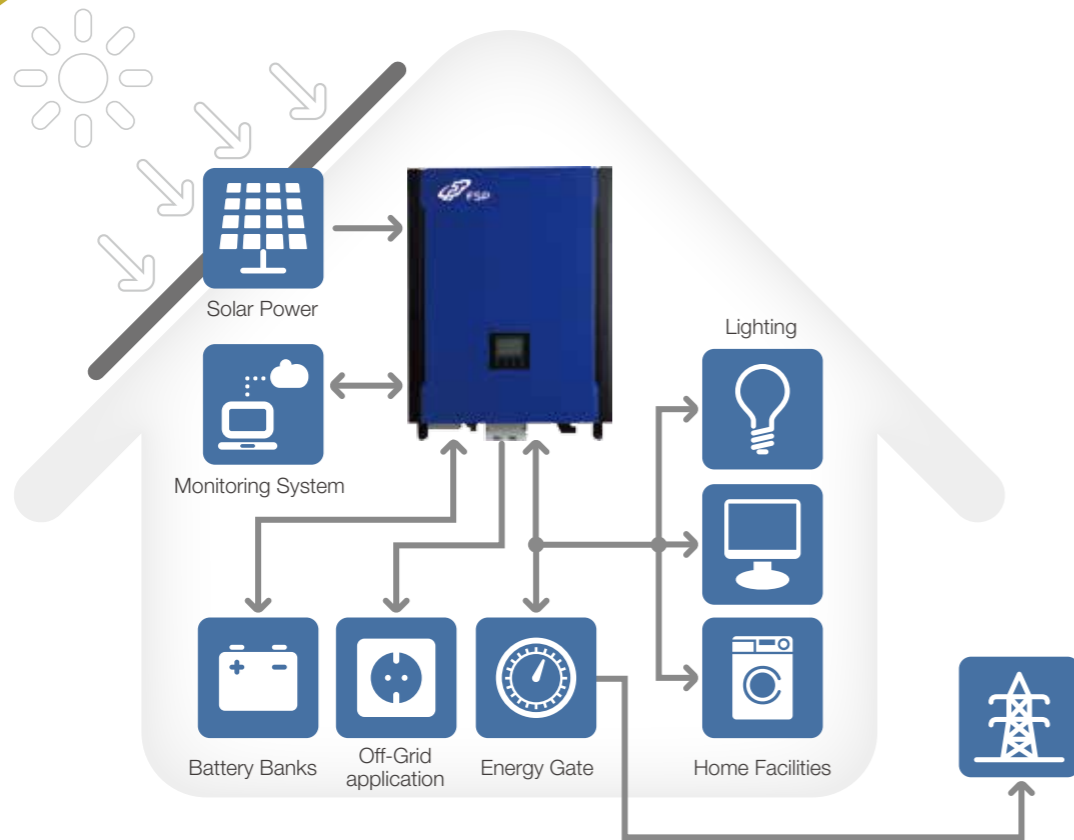 FSP
Solar Power
Lighting
Monitoring System
Battery Banks
Off-Grid
application
Energy Gate
Home Facilities